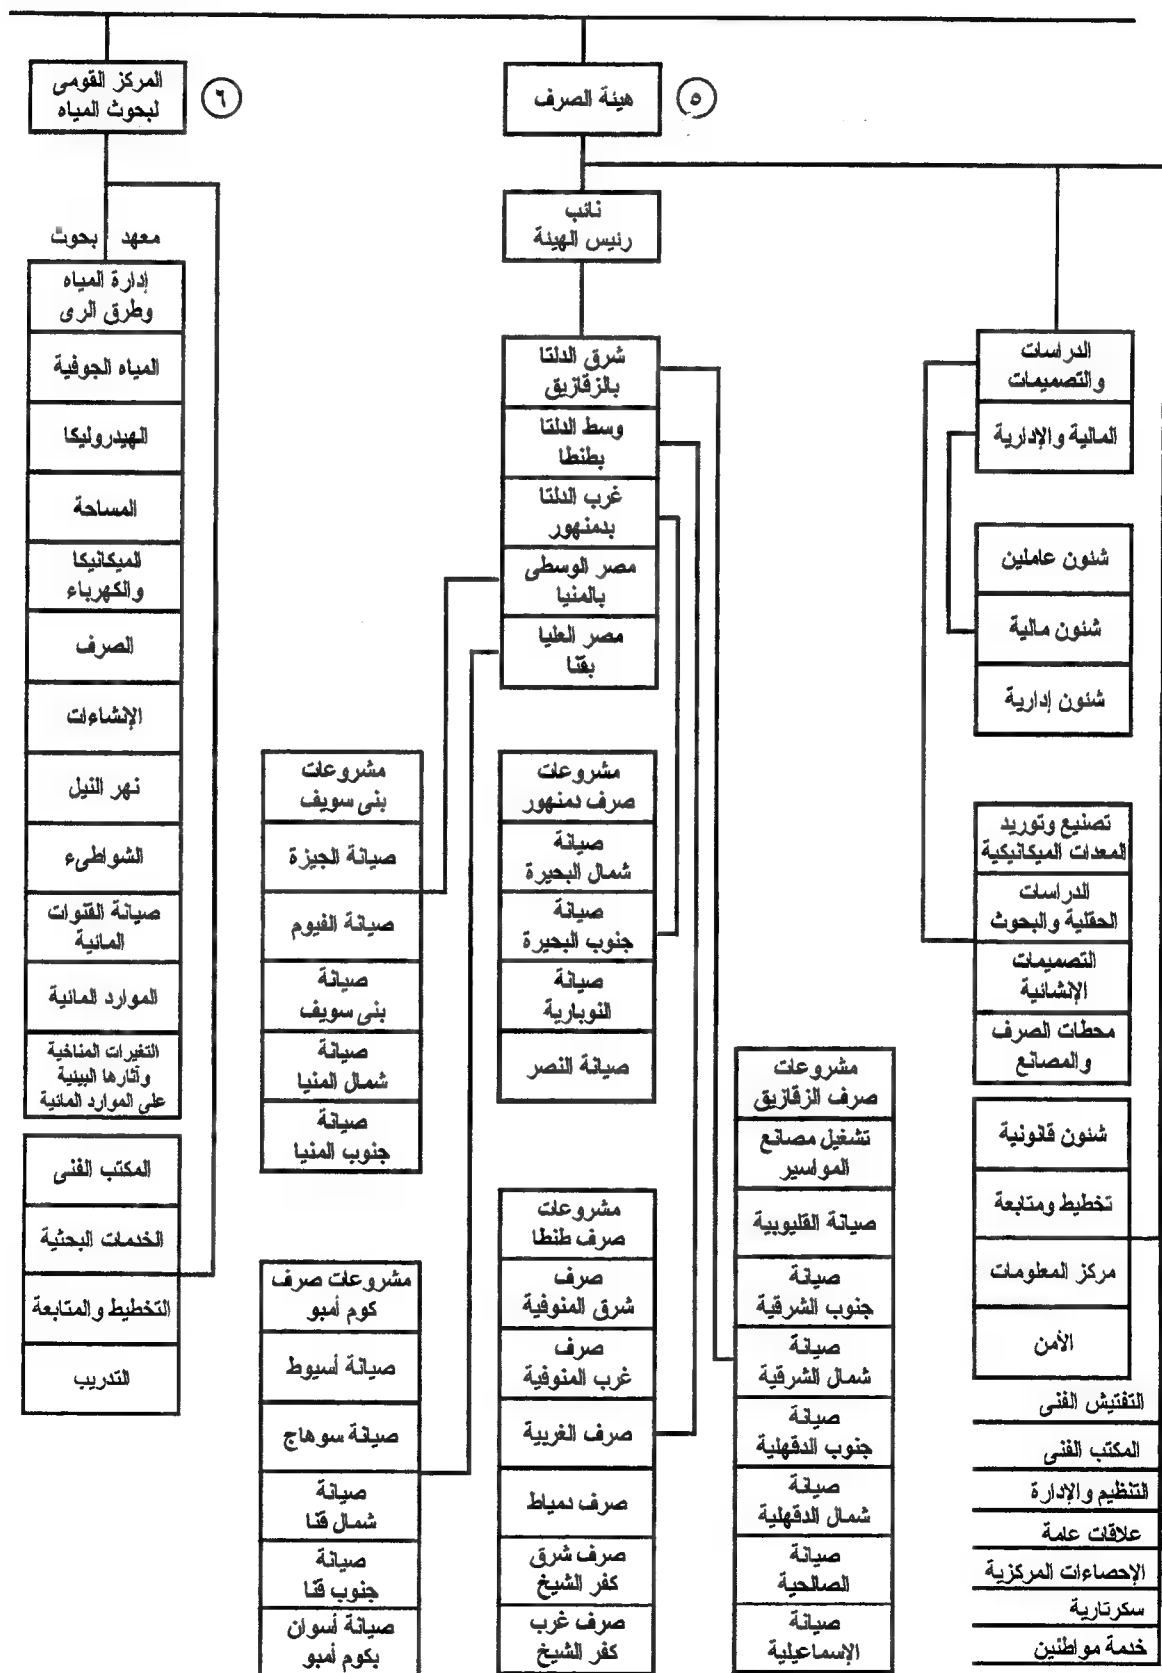 ٥
هيئة الصرف
نائب
رئيس الهيئة
الدراسات
والتصميمات
المالية والإدارية
شئون عاملين
شئون مالية
شئون إدارية
تصنيع وتوريد
المعدات الميكانيكية
الدراسات
الحقلية والبحوث
التصميمات
الإنشائية
محطات الصرف
والمصانع
شئون قانونية
تخطيط ومتابعة
مركز المعلومات
الأمن
التفتيش الفنى
المكتب الفنى
التنظيم والإدارة
علاقات عامة
الإحصاءات المركزية
سكرتارية
خدمة مواطنين
شرق الدلتا
بالزقازيق
وسط الدلتا
بطنطا
غرب الدلتا
بدمنهور
مصر الوسطى
بالمنيا
مصر العليا
بقنا
مشروعات
صرف الزقازيق
تشغيل مصانع
المواسير
صيانة القليوبية
صيانة
جنوب الشرقية
صيانة
شمال الشرقية
صيانة
جنوب الدقهلية
صيانة
شمال الدقهلية
صيانة
الصالحية
صيانة
الإسماعيلية
مشروعات
صرف دمنهور
صيانة
شمال البحيرة
صيانة
جنوب البحيرة
صيانة
النوبارية
صيانة النصر
مشروعات
صرف طنطا
صرف
شرق المنوفية
صرف
غرب المنوفية
صرف الغربية
صرف دمياط
صرف شرق
كفر الشيخ
صرف غرب
كفر الشيخ
مشروعات
بنى سويف
صيانة الجيزة
صيانة الفيوم
صيانة
بنى سويف
صيانة
شمال المنيا
صيانة
جنوب المنيا
مشروعات صرف
كوم أمبو
صيانة أسيوط
صيانة سوهاج
صيانة
شمال قنا
صيانة
جنوب قنا
صيانة أسوان
بكوم أمبو
٦
المركز القومى
لبحوث المياه
معهد بحوث
إدارة المياه
وطرق الرى
المياه الجوفية
الهيدروليكا
المساحة
الميكانيكا
والكهرباء
الصرف
الإنشاءات
نهر النيل
الشواطىء
صيانة القنوات
المائية
الموارد المائية
التغيرات المناخية
وآثارها البيئية
على الموارد المائية
المكتب الفنى
الخدمات البحثية
التخطيط والمتابعة
التدريب